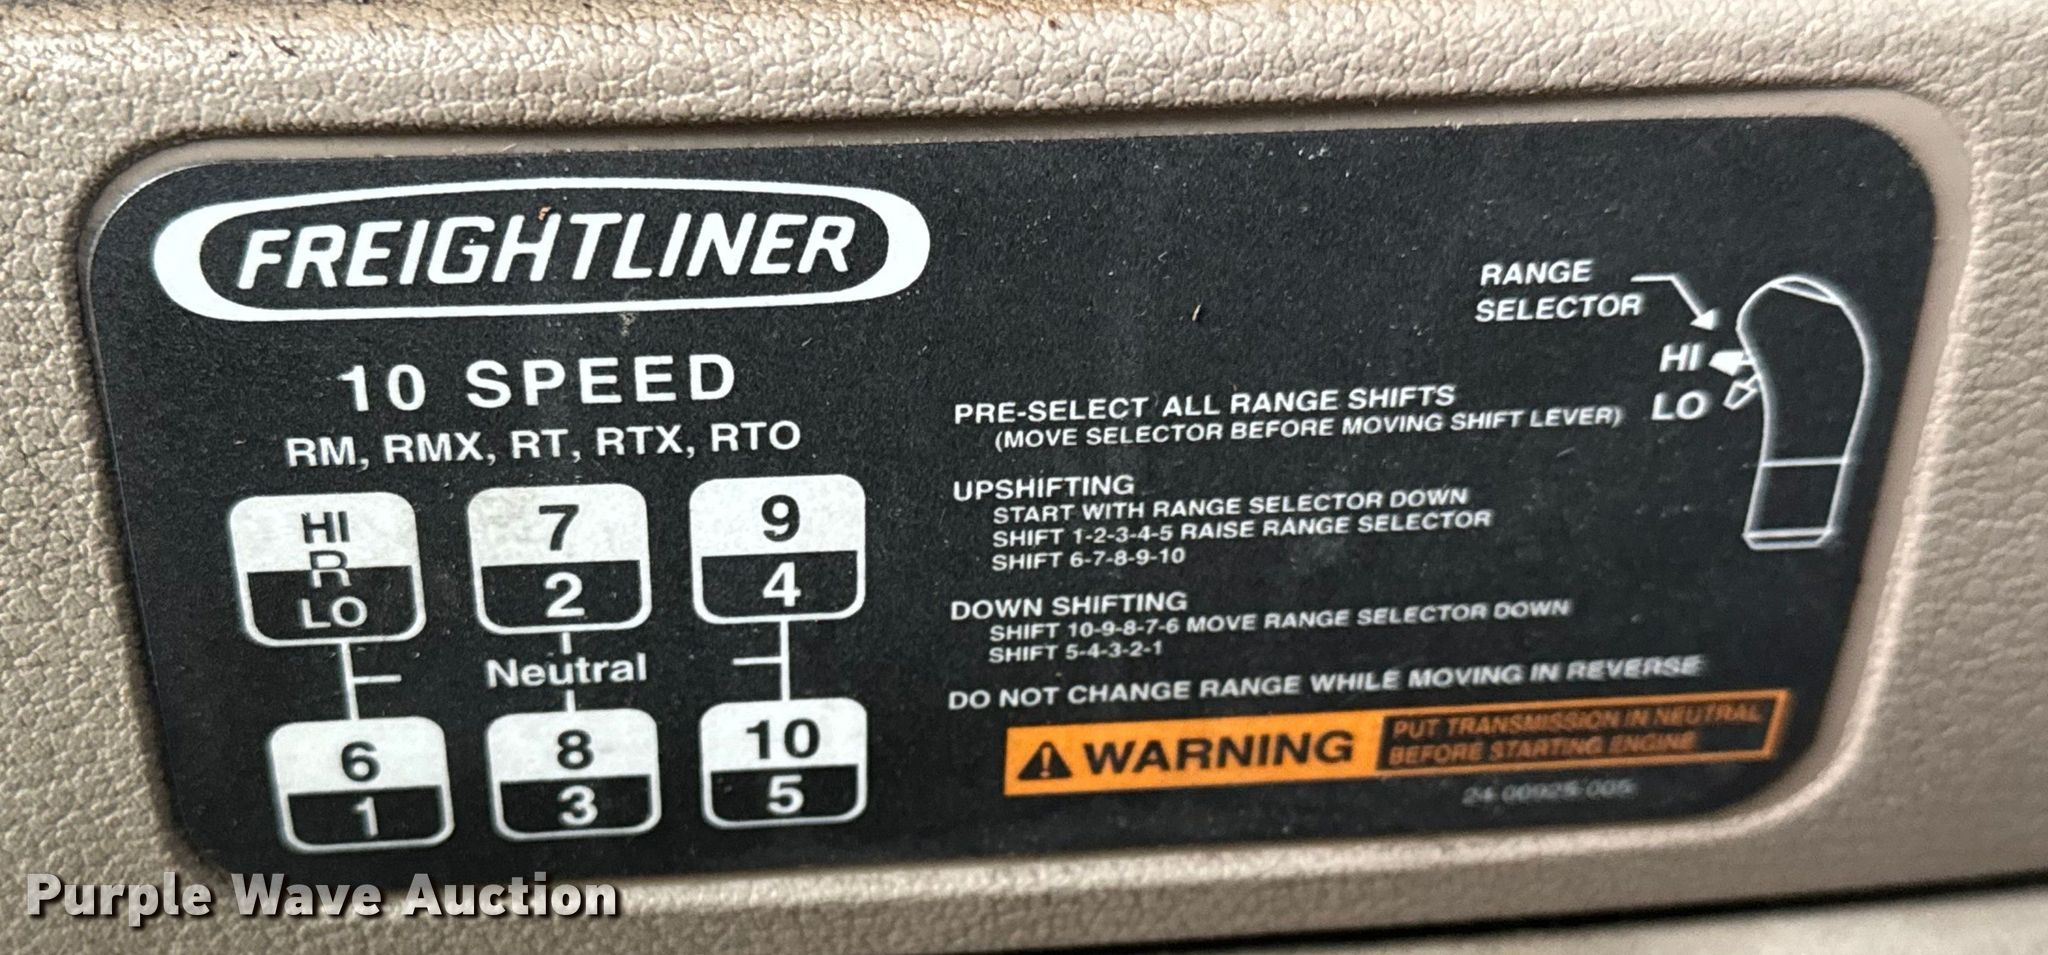 FREIGHTLINER
10 SPEED
RM, RMX, RT, RTX, RTO
HI
R
LO
7
2
9
4
Neutral
6
1
8
3
10
5
RANGE
SELECTOR
HI
LO
PRE-SELECT ALL RANGE SHIFTS
(MOVE SELECTOR BEFORE MOVING SHIFT LEVER)
UPSHIFTING
START WITH RANGE SELECTOR DOWN
SHIFT 1-2-3-4-5 RAISE RANGE SELECTOR
SHIFT 6-7-8-9-10
DOWN SHIFTING
SHIFT 10-9-8-7-6 MOVE RANGE SELECTOR DOWN
SHIFT 5-4-3-2-1
DO NOT CHANGE RANGE WHILE MOVING IN REVERSE
WARNING
PUT TRANSMISSION IN NEUTRAL
BEFORE STARTING ENGINE
24-00925-005
Purple Wave Auction